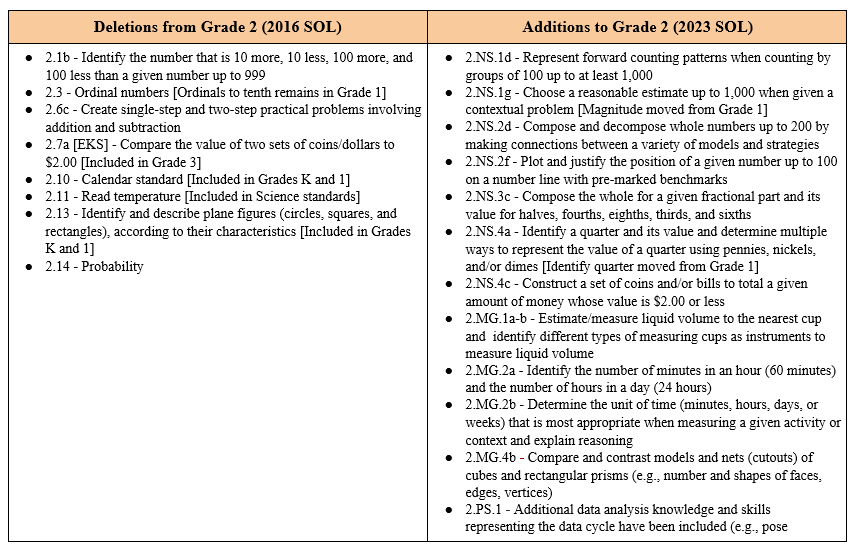 Deletions from Grade 2 (2016 SOL)
● 2.1b - Identify the number that is 10 more, 10 less, 100 more, and
100 less than a given number up to 999
● 2.3 - Ordinal numbers [Ordinals to tenth remains in Grade 1]
● 2.6c - Create single-step and two-step practical problems involving
addition and subtraction
● 2.7a [EKS] - Compare the value of two sets of coins/dollars to
$2.00 [Included in Grade 3]
● 2.10 - Calendar standard [Included in Grades K and 1]
● 2.11 - Read temperature [Included in Science standards]
● 2.13 - Identify and describe plane figures (circles, squares, and
rectangles), according to their characteristics [Included in Grades
K and 1]
● 2.14 - Probability
Additions to Grade 2 (2023 SOL)
● 2.NS.1d - Represent forward counting patterns when counting by
groups of 100 up to at least 1,000
● 2.NS.1g - Choose a reasonable estimate up to 1,000 when given a
contextual problem [Magnitude moved from Grade 1]
● 2.NS.2d - Compose and decompose whole numbers up to 200 by
making connections between a variety of models and strategies
● 2.NS.2f - Plot and justify the position of a given number up to 100
on a number line with pre-marked benchmarks
● 2.NS.3c - Compose the whole for a given fractional part and its
value for halves, fourths, eighths, thirds, and sixths
● 2.NS.4a - Identify a quarter and its value and determine multiple
ways to represent the value of a quarter using pennies, nickels,
and/or dimes [Identify quarter moved from Grade 1]
● 2.NS.4c - Construct a set of coins and/or bills to total a given
amount of money whose value is $2.00 or less
● 2.MG.1a-b - Estimate/measure liquid volume to the nearest cup
and identify different types of measuring cups as instruments to
measure liquid volume
● 2.MG.2a - Identify the number of minutes in an hour (60 minutes)
and the number of hours in a day (24 hours)
● 2.MG.2b - Determine the unit of time (minutes, hours, days, or
weeks) that is most appropriate when measuring a given activity or
context and explain reasoning
● 2.MG.4b - Compare and contrast models and nets (cutouts) of
cubes and rectangular prisms (e.g., number and shapes of faces,
edges, vertices)
● 2.PS.1 - Additional data analysis knowledge and skills
representing the data cycle have been included (e.g., pose